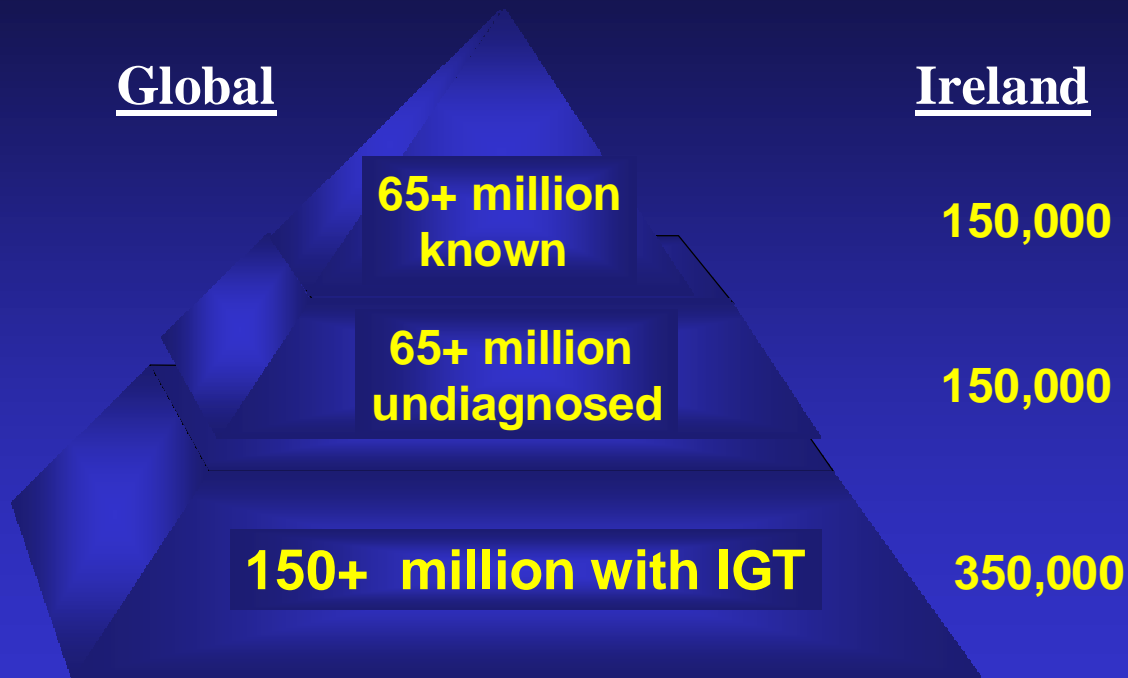 Global
Ireland
65+ million
known
150,000
65+ million
undiagnosed
150,000
150+ million with IGT
350,000